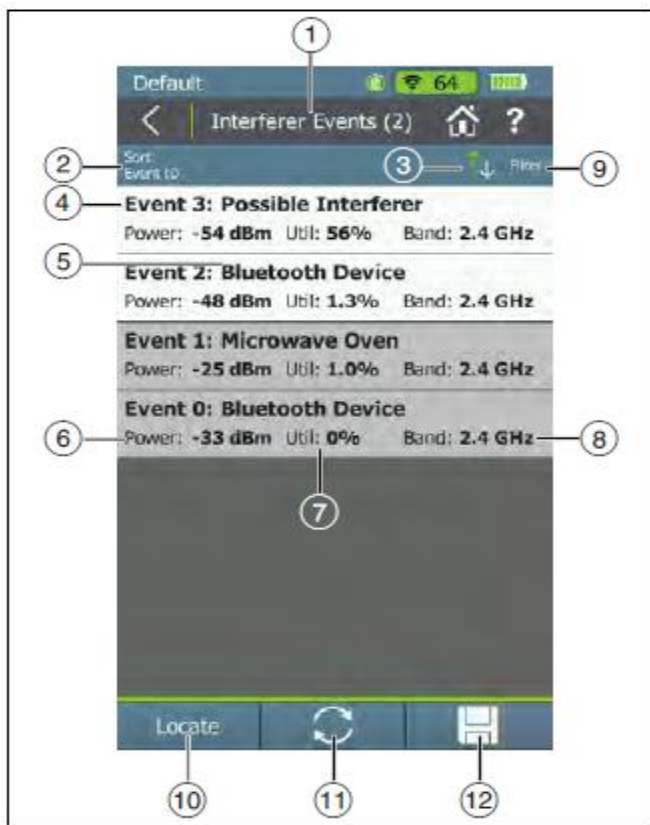 1
Default 64
Interferer Events (2) ?
2 Sort: 3 Filter 9
Event ID
4 Event 3: Possible Interferer
Power: -54 dBm Util: 56% Band: 2.4 GHz
5 Event 2: Bluetooth Device
Power: -48 dBm Util: 1.3% Band: 2.4 GHz
Event 1: Microwave Oven
Power: -25 dBm Util: 1.0% Band: 2.4 GHz
Event 0: Bluetooth Device
6 Power: -33 dBm Util: 0% Band: 2.4 GHz 8
7
Locate
10 11 12